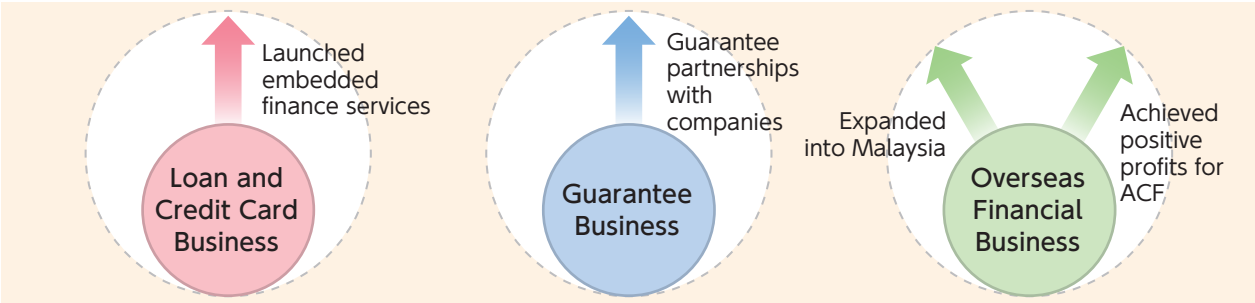 Launched
embedded
finance services
Loan and
Credit Card
Business
Guarantee
partnerships
with
companies
Guarantee
Business
Expanded
into Malaysia
Achieved
positive
profits for
ACF
Overseas
Financial
Business